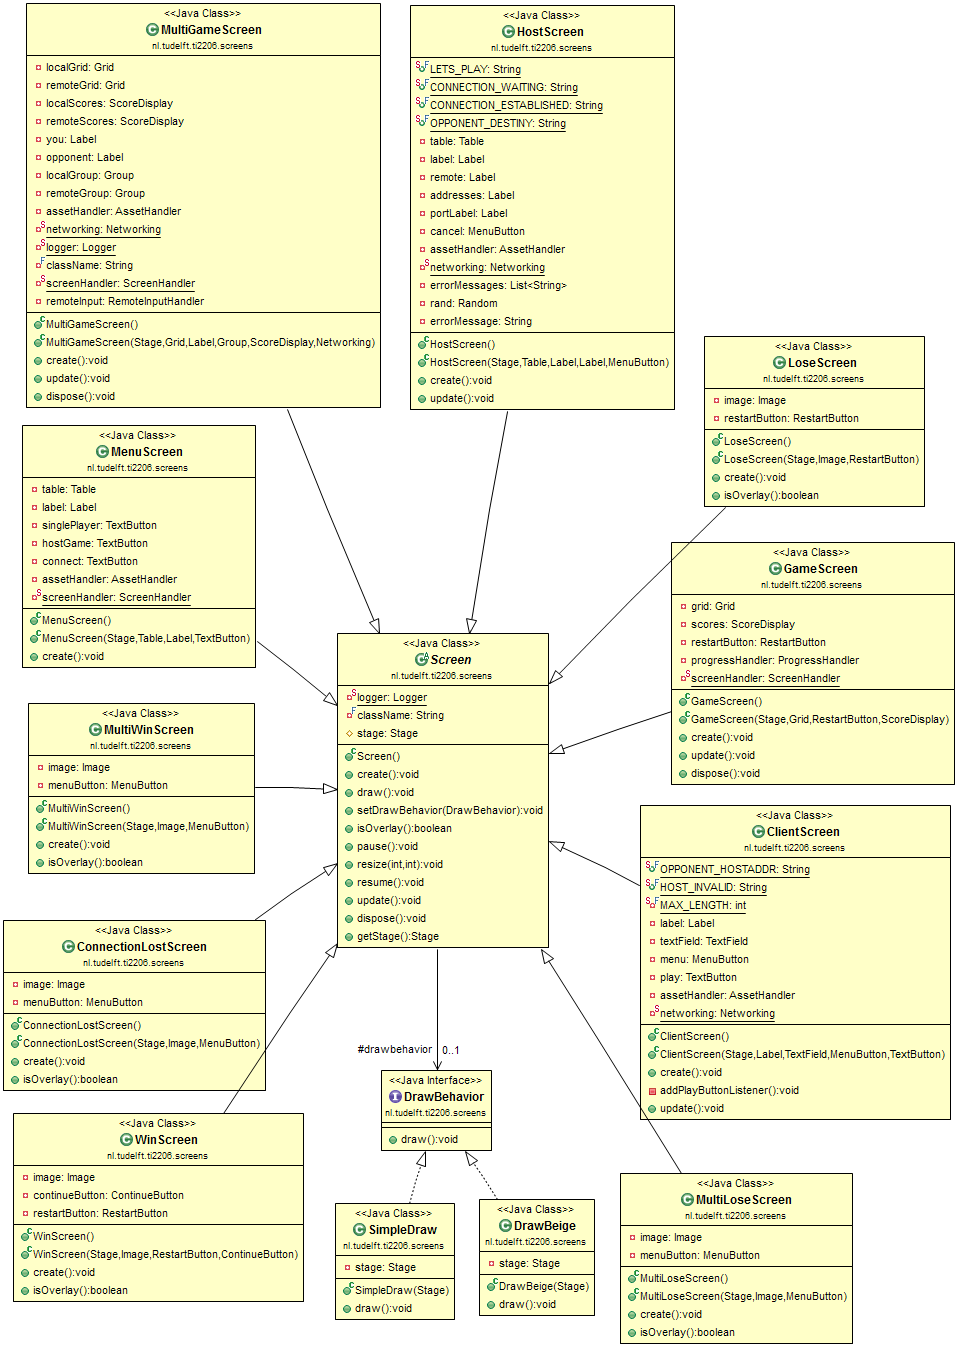 <<Java Class>>
MultiGameScreen
nl.tudelft.ti2206.screens
localGrid: Grid
remoteGrid: Grid
localScores: ScoreDisplay
remoteScores: ScoreDisplay
you: Label
opponent: Label
localGroup: Group
remoteGroup: Group
assetHandler: AssetHandler
networking: Networking
logger: Logger
className: String
screenHandler: ScreenHandler
remoteInput: RemoteInputHandler
MultiGameScreen()
MultiGameScreen(Stage,Grid,Label,Group,ScoreDisplay,Networking)
create():void
update():void
dispose():void
<<Java Class>>
HostScreen
nl.tudelft.ti2206.screens
LETS_PLAY: String
CONNECTION_WAITING: String
CONNECTION_ESTABLISHED: String
OPPONENT_DESTINY: String
table: Table
label: Label
remote: Label
addresses: Label
portLabel: Label
cancel: MenuButton
assetHandler: AssetHandler
networking: Networking
errorMessages: List<String>
rand: Random
errorMessage: String
HostScreen()
HostScreen(Stage,Table,Label,Label,MenuButton)
create():void
update():void
<<Java Class>>
LoseScreen
nl.tudelft.ti2206.screens
image: Image
restartButton: RestartButton
LoseScreen()
LoseScreen(Stage,Image,RestartButton)
create():void
isOverlay():boolean
<<Java Class>>
MenuScreen
nl.tudelft.ti2206.screens
table: Table
label: Label
singlePlayer: TextButton
hostGame: TextButton
connect: TextButton
assetHandler: AssetHandler
screenHandler: ScreenHandler
MenuScreen()
MenuScreen(Stage,Table,Label,TextButton)
create():void
<<Java Class>>
GameScreen
nl.tudelft.ti2206.screens
grid: Grid
scores: ScoreDisplay
restartButton: RestartButton
progressHandler: ProgressHandler
screenHandler: ScreenHandler
GameScreen()
GameScreen(Stage,Grid,RestartButton,ScoreDisplay)
create():void
update():void
dispose():void
<<Java Class>>
Screen
nl.tudelft.ti2206.screens
logger: Logger
className: String
stage: Stage
Screen()
create():void
draw():void
setDrawBehavior(DrawBehavior):void
isOverlay():boolean
pause():void
resize(int,int):void
resume():void
update():void
dispose():void
getStage():Stage
<<Java Class>>
MultiWinScreen
nl.tudelft.ti2206.screens
image: Image
menuButton: MenuButton
MultiWinScreen()
MultiWinScreen(Stage,Image,MenuButton)
create():void
isOverlay():boolean
<<Java Class>>
ClientScreen
nl.tudelft.ti2206.screens
OPPONENT_HOSTADDR: String
HOST_INVALID: String
MAX_LENGTH: int
label: Label
textField: TextField
menu: MenuButton
play: TextButton
assetHandler: AssetHandler
networking: Networking
ClientScreen()
ClientScreen(Stage,Label,TextField,MenuButton,TextButton)
create():void
addPlayButtonListener():void
update():void
<<Java Class>>
ConnectionLostScreen
nl.tudelft.ti2206.screens
image: Image
menuButton: MenuButton
ConnectionLostScreen()
ConnectionLostScreen(Stage,Image,MenuButton)
create():void
isOverlay():boolean
#drawbehavior 0..1
<<Java Interface>>
DrawBehavior
nl.tudelft.ti2206.screens
draw():void
<<Java Class>>
WinScreen
nl.tudelft.ti2206.screens
image: Image
continueButton: ContinueButton
restartButton: RestartButton
WinScreen()
WinScreen(Stage,Image,RestartButton,ContinueButton)
create():void
isOverlay():boolean
<<Java Class>>
SimpleDraw
nl.tudelft.ti2206.screens
stage: Stage
SimpleDraw(Stage)
draw():void
<<Java Class>>
DrawBeige
nl.tudelft.ti2206.screens
stage: Stage
DrawBeige(Stage)
draw():void
<<Java Class>>
MultiLoseScreen
nl.tudelft.ti2206.screens
image: Image
menuButton: MenuButton
MultiLoseScreen()
MultiLoseScreen(Stage,Image,MenuButton)
create():void
isOverlay():boolean